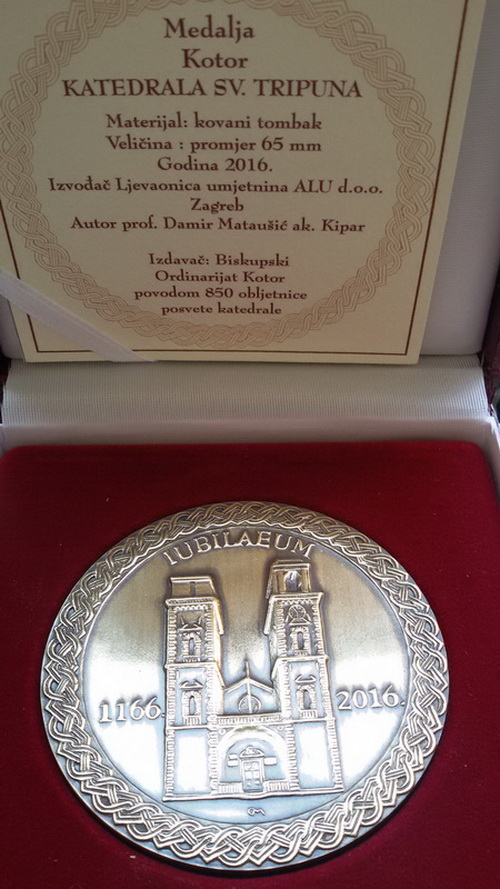 Medalja
Kotor
KATEDRALA SV. TRIPUNA
Materijal: kovani tombak
Veličina : promjer 65 mm
Godina 2016.
Izvođač Ljevaonica umjetnina ALU d.o.o.
Zagreb
Autor prof. Damir Mataušić ak. Kipar
Izdavač: Biskupski
Ordinarijat Kotor
povodom 850 obljetnice
posvete katedrale
IUBILAEUM
1166. 2016.